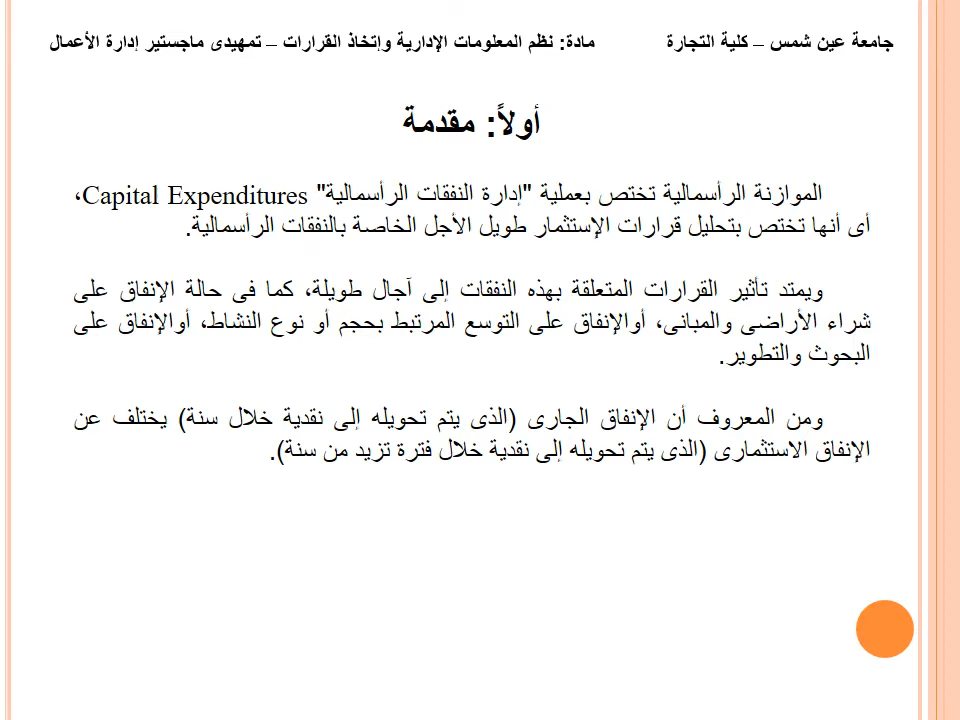 جامعة عين شمس – كلية التجارة مادة: نظم المعلومات الإدارية وإتخاذ القرارات – تمهيدى ماجستير إدارة الأعمال
أولاً: مقدمة
الموازنة الرأسمالية تختص بعملية "إدارة النفقات الرأسمالية" Capital Expenditures،
أى أنها تختص بتحليل قرارات الإستثمار طويل الأجل الخاصة بالنفقات الرأسمالية.
ويمتد تأثير القرارات المتعلقة بهذه النفقات إلى آجال طويلة، كما فى حالة الإنفاق على
شراء الأراضى والمبانى، أوالإنفاق على التوسع المرتبط بحجم أو نوع النشاط، أوالإنفاق على
البحوث والتطوير.
ومن المعروف أن الإنفاق الجارى (الذى يتم تحويله إلى نقدية خلال سنة) يختلف عن
الإنفاق الاستثمارى (الذى يتم تحويله إلى نقدية خلال فترة تزيد من سنة).